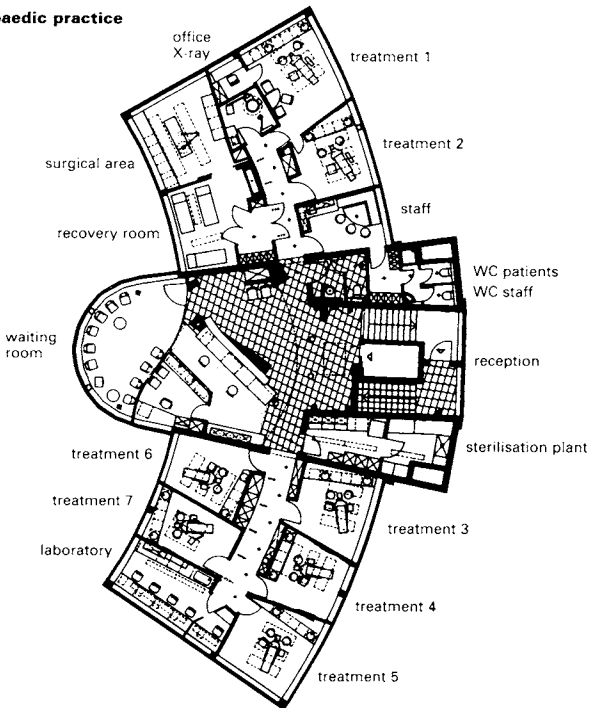 aedic practice
office
X-ray
treatment 1
treatment 2
surgical area
staff
recovery room
WC patients
WC staff
waiting
room
reception
sterilisation plant
treatment 6
treatment 7
treatment 3
laboratory
treatment 4
treatment 5